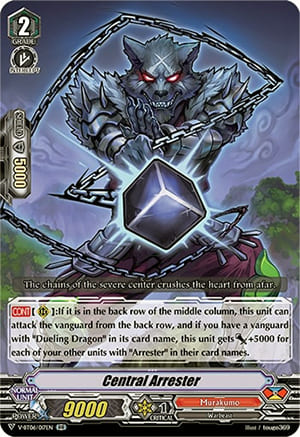 2
GRADE
INTERCEPT
5000
The chains of the severe center crushes the heart from afar.
CONT [ ]:If it is in the back row of the middle column, this unit can
attack the vanguard from the back row, and if you have a vanguard
with "Dueling Dragon" in its card name, this unit gets +5000 for
each of your other units with "Arrester" in their card names.
Central Arrester
NORMAL
UNIT
POWER
9000
1
CRITICAL
Murakumo
Warbeast
V-BT06/017EN RR
Illust / touge369